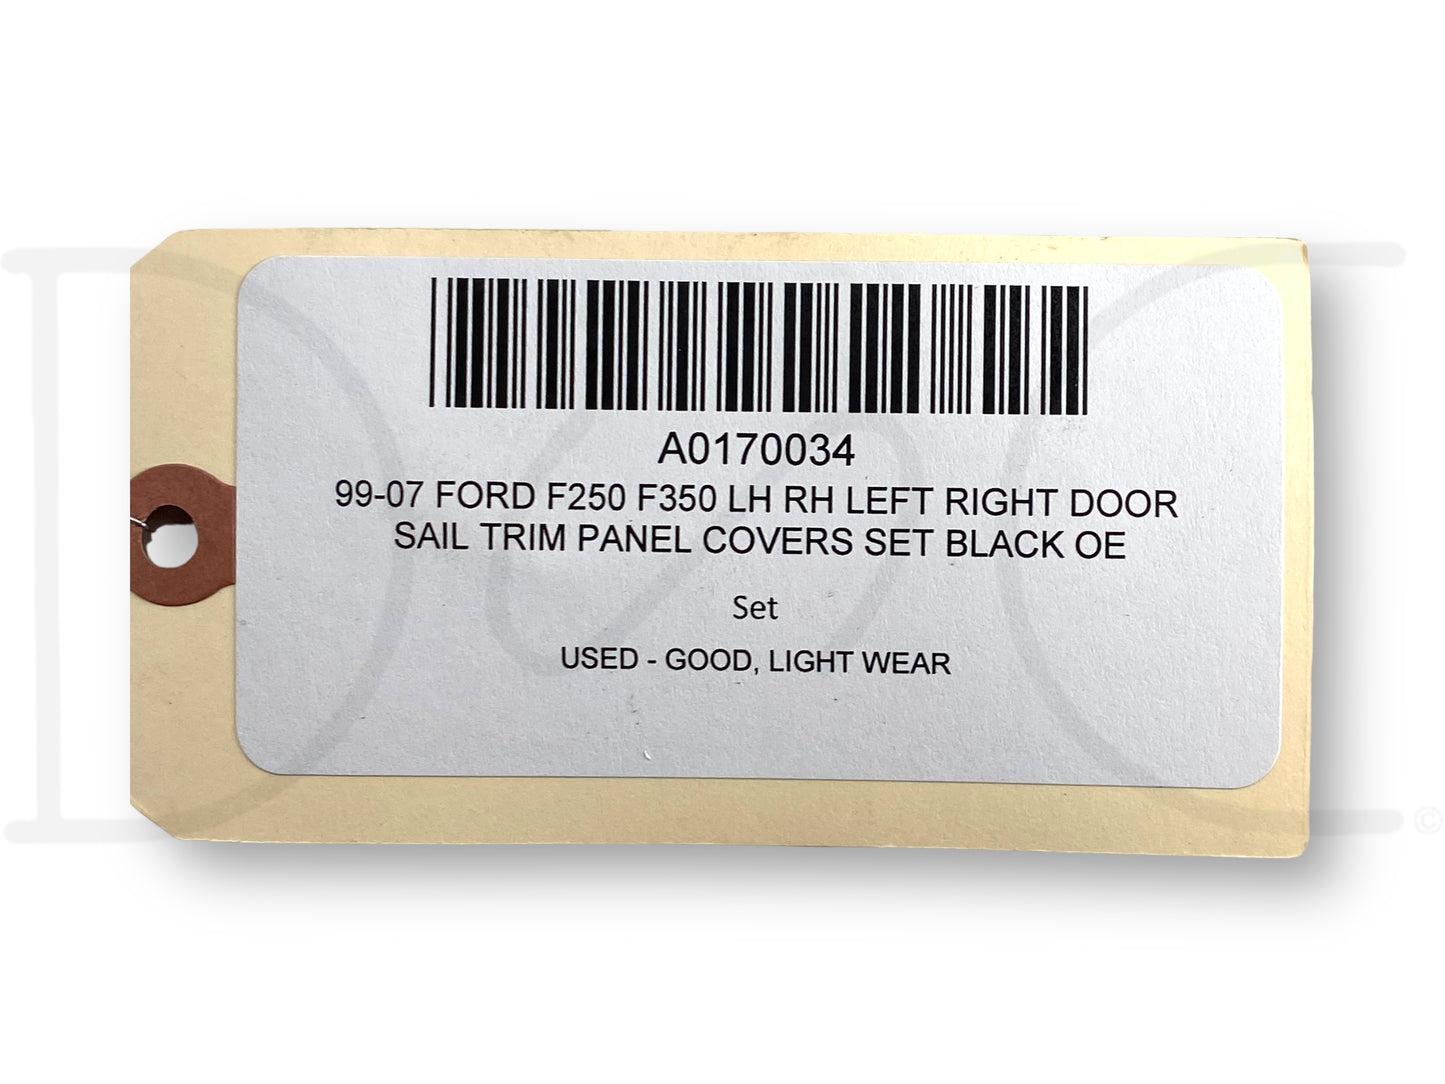 A0170034
99-07 FORD F250 F350 LH RH LEFT RIGHT DOOR
SAIL TRIM PANEL COVERS SET BLACK OE
Set
USED - GOOD, LIGHT WEAR
©